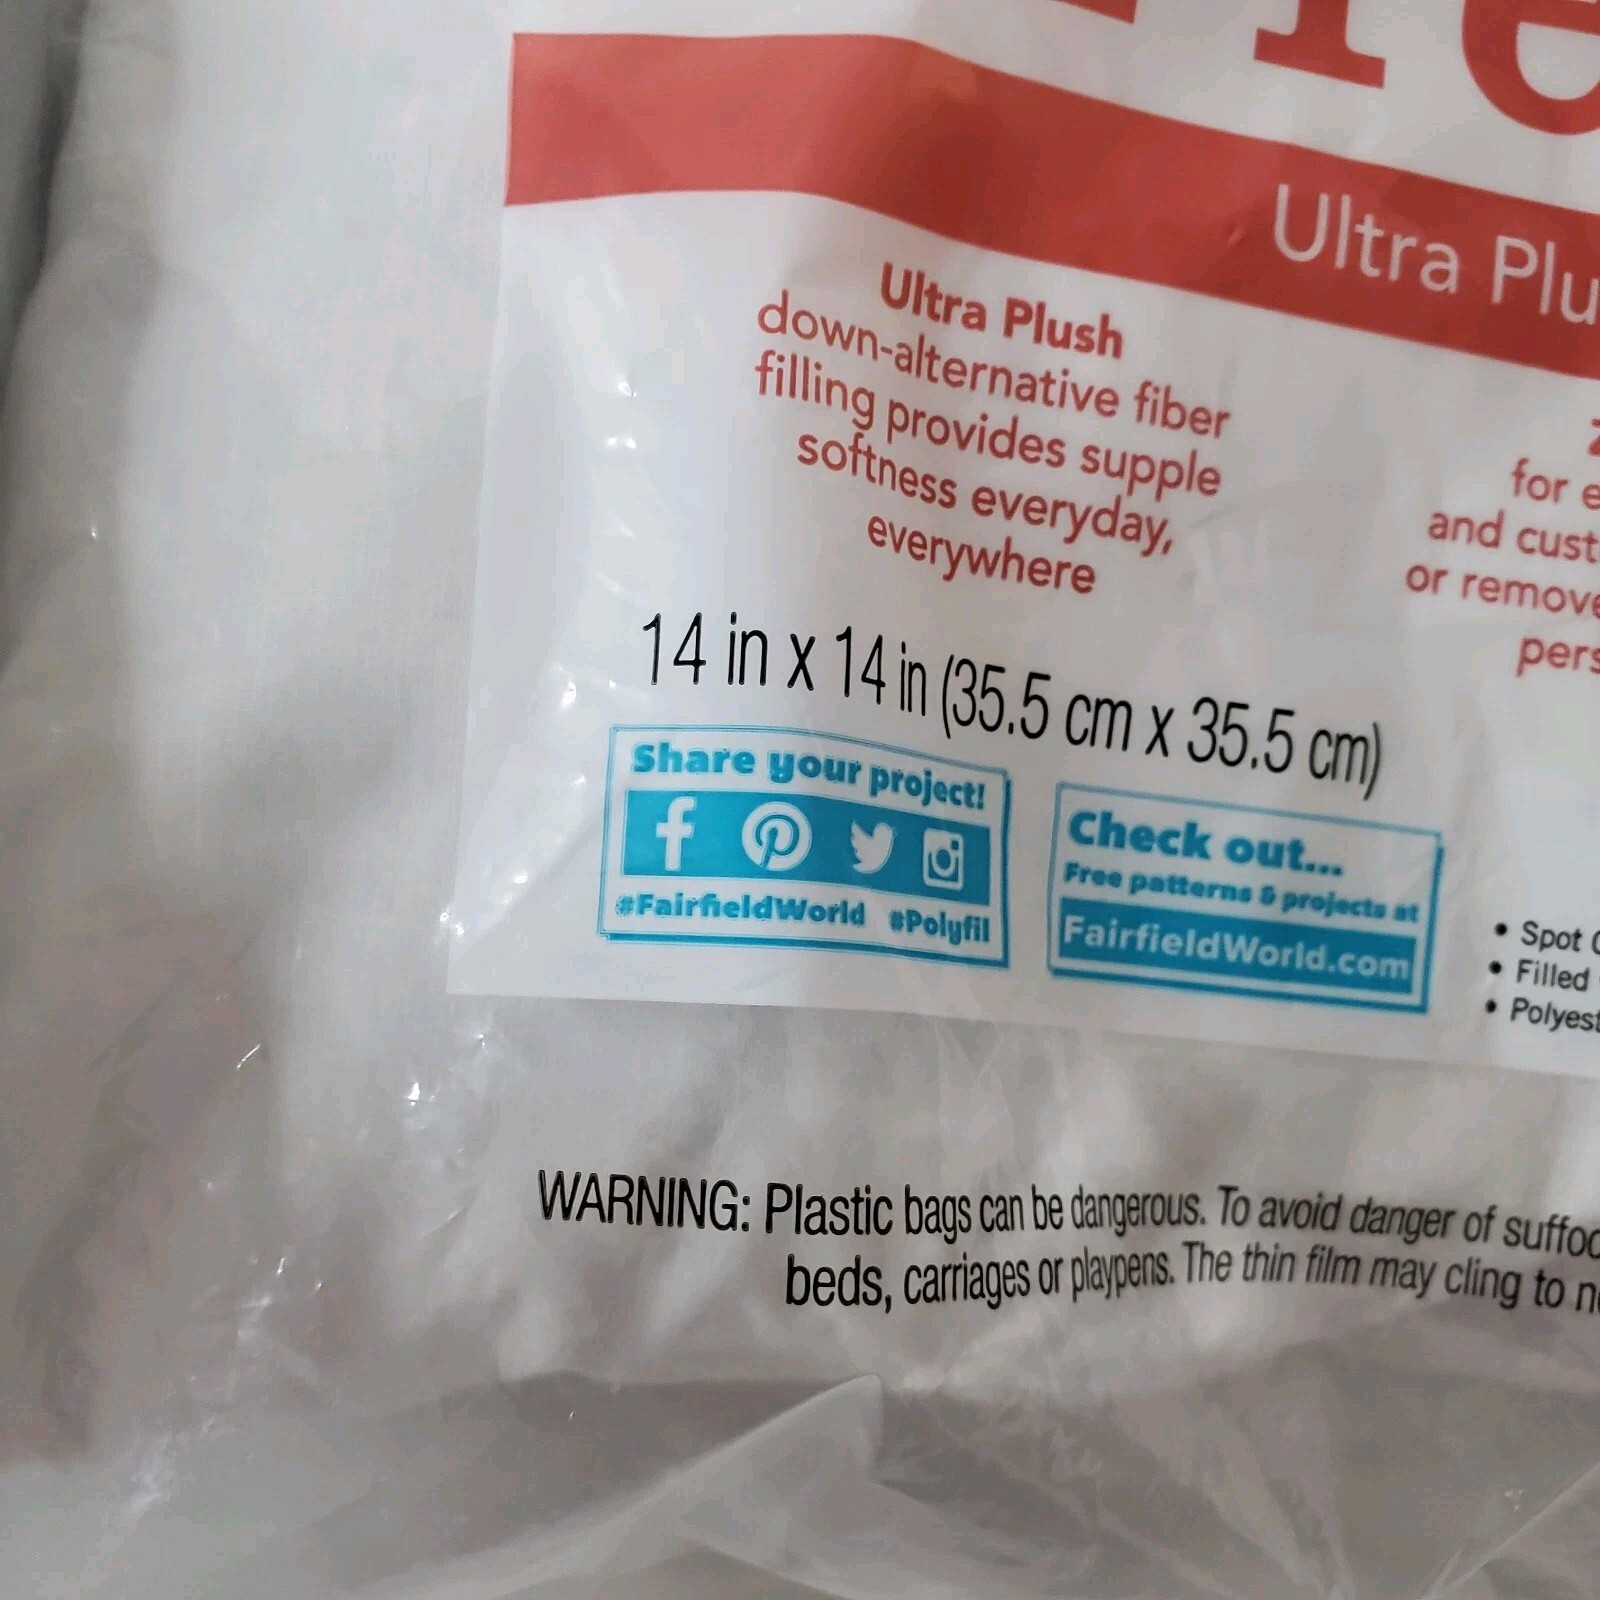 Ultra Plu
Ultra Plush
down-alternative fiber
filling provides supple
softness everyday,
everywhere
for e
and cust
or remove
pers
14 in x 14 in (35.5 cm x 35.5 cm)
Share your project!
#FairfieldWorld #Polyfil
Check out...
Free patterns & projects at
FairfieldWorld.com
• Spot
• Filled
• Polyest
WARNING: Plastic bags can be dangerous. To avoid danger of suffoc
beds, carriages or playpens. The thin film may cling to n